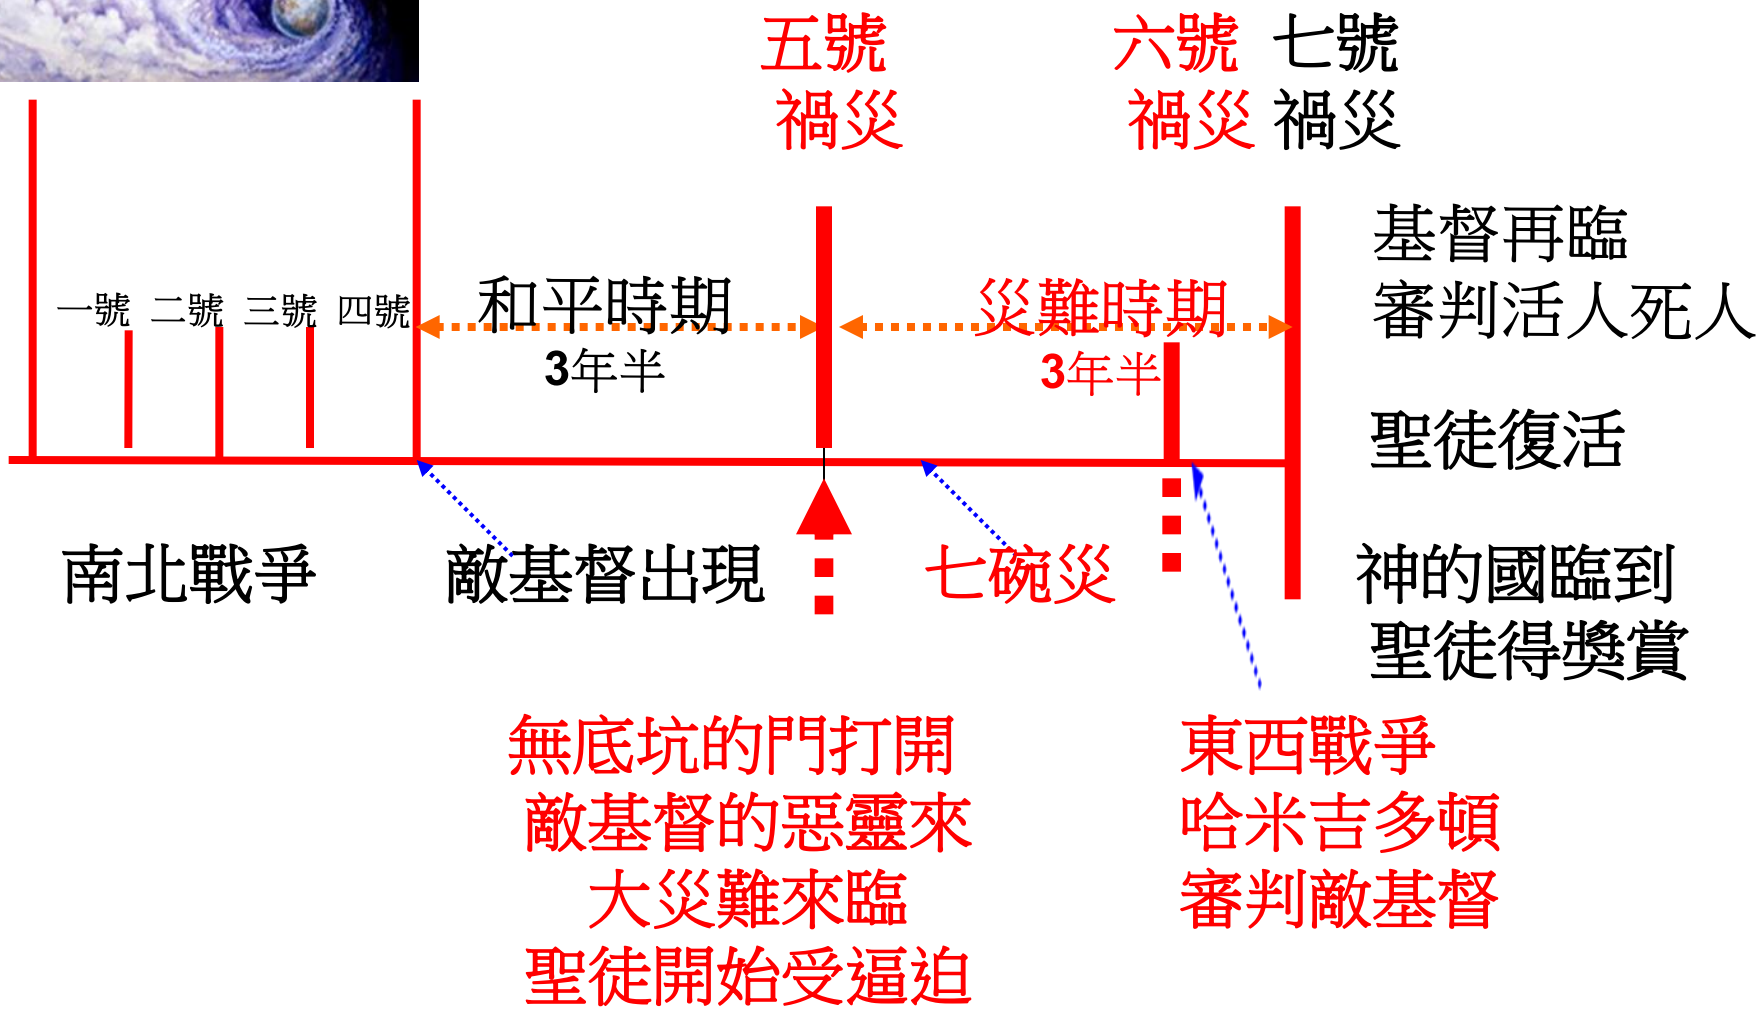 五號
禍災
六號
禍災
七號
禍災
一號
二號
三號
四號
和平時期
3年半
災難時期
3年半
基督再臨
審判活人死人
聖徒復活
神的國臨到
聖徒得獎賞
南北戰爭
敵基督出現
七碗災
無底坑的門打開
敵基督的惡靈來
大災難來臨
聖徒開始受逼迫
東西戰爭
哈米吉多頓
審判敵基督